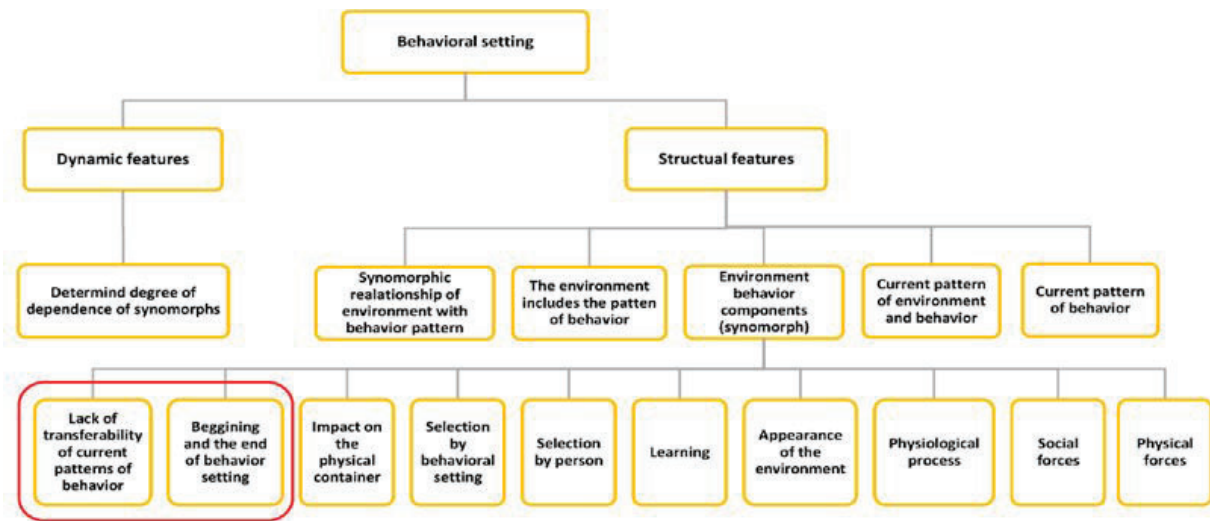 Behavioral setting
Dynamic features
Structual features
Determind degree of
dependence of synomorphs
Synomorphic
realationship of
environment with
behavior pattern
The environment
includes the patten
of behavior
Environment
behavior
components
(synomorph)
Current pattern
of environment
and behavior
Current pattern
of behavior
Lack of
transferability
of current
patterns of
behavior
Beggining
and the end
of behavior
setting
Impact on
the
physical
container
Selection
by
behavioral
setting
Selection
by person
Learning
Appearance
of the
environment
Physiological
process
Social
forces
Physical
forces